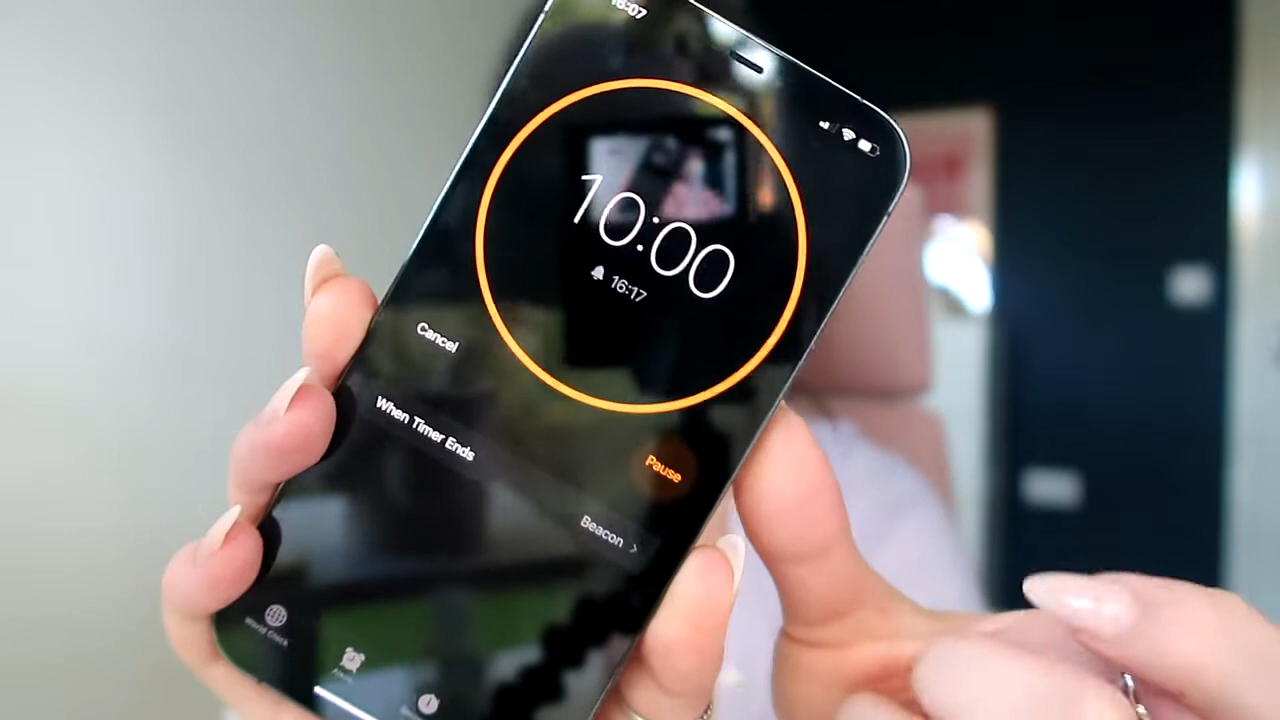 16:07
10:00
16:17
Cancel
Pause
When Timer Ends
Beacon
World Clock